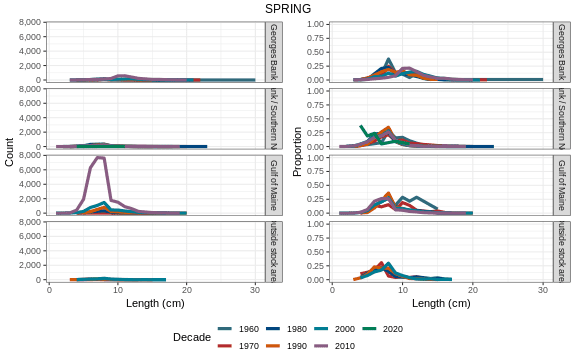 SPRING
8,000
6,000
4,000
2,000
0
Georges Bank
1.00
0.75
0.50
0.25
0.00
Georges Bank
8,000
6,000
4,000
2,000
0
nk / Southern N
1.00
0.75
0.50
0.25
0.00
nk / Southern N
8,000
6,000
4,000
2,000
0
Gulf of Maine
1.00
0.75
0.50
0.25
0.00
Gulf of Maine
8,000
6,000
4,000
2,000
0
utside stock are
1.00
0.75
0.50
0.25
0.00
utside stock are
Count
Proportion
0 10 20 30
0 10 20 30
Length (cm)
Length (cm)
Decade
1960 1980 2000 2020
1970 1990 2010